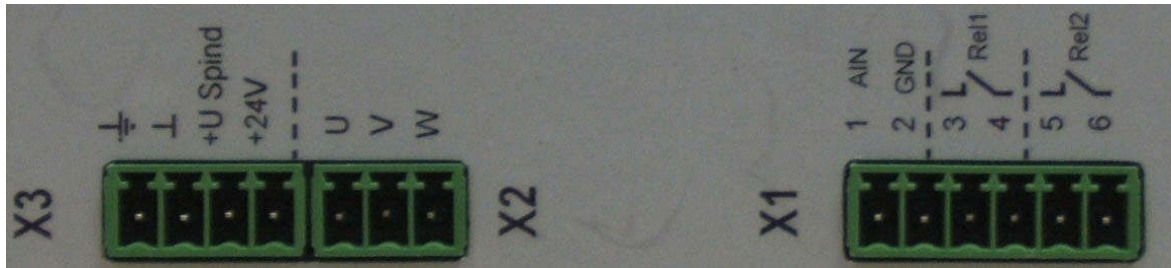 X3
+U Spind
+24V
U
V
W
X2
X1
1 AIN
2 GND
3
4
Rel1
5
6
Rel2